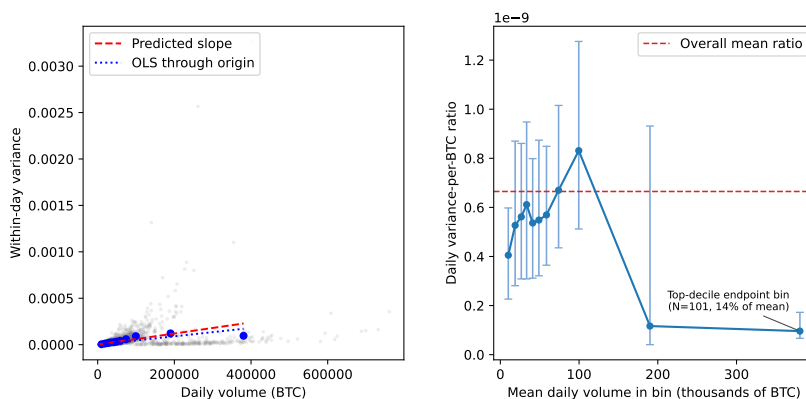 Predicted slope
OLS through origin
0.0030
0.0025
0.0020
0.0015
0.0010
0.0005
0.0000
Within-day variance
0
200000
400000
600000
Daily volume (BTC)
1e−9
Overall mean ratio
1.2
1.0
0.8
0.6
0.4
0.2
0.0
Daily variance-per-BTC ratio
Top-decile endpoint bin
(N=101, 14% of mean)
0
100
200
300
Mean daily volume in bin (thousands of BTC)